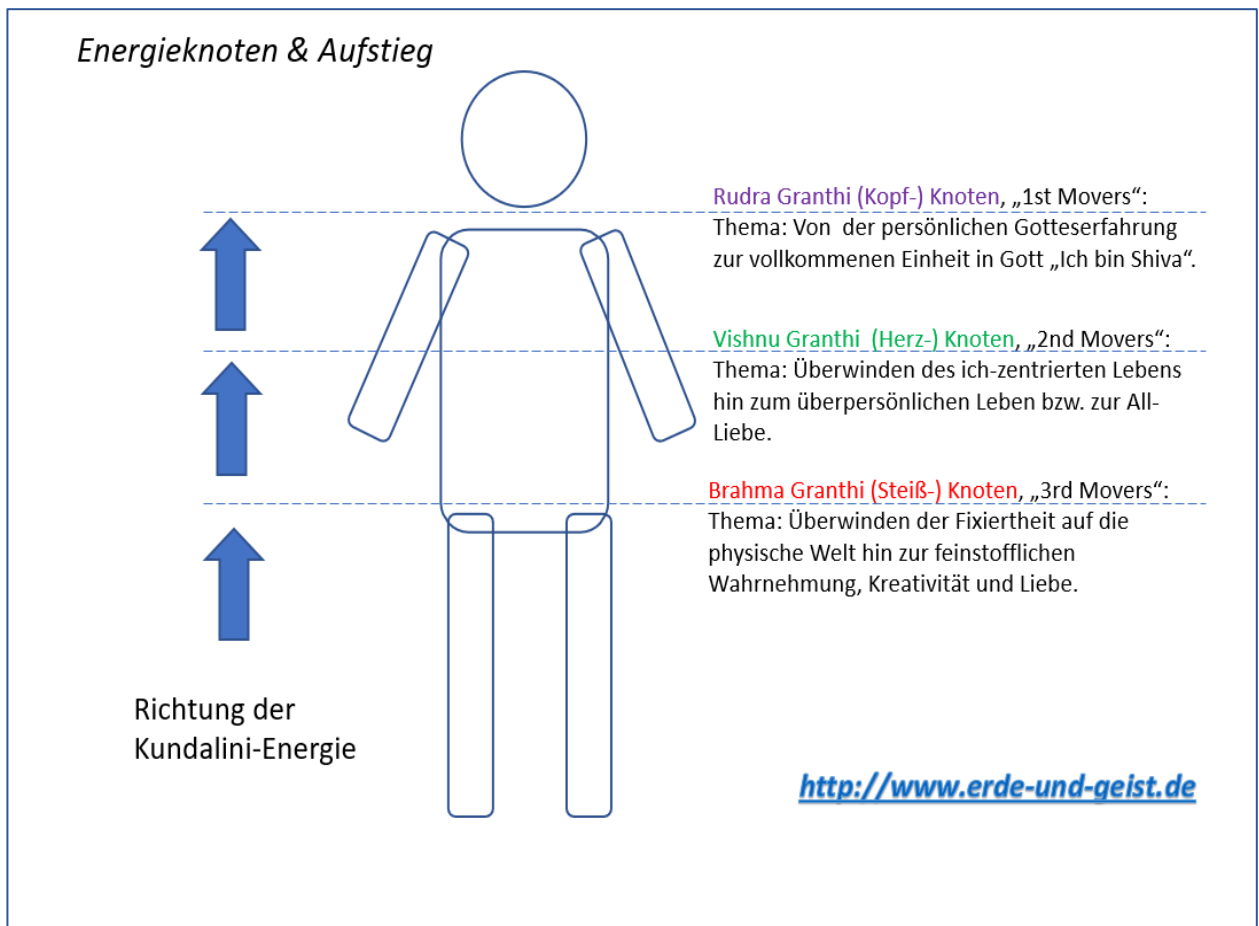 Energieknoten & Aufstieg
Rudra Granthi (Kopf-) Knoten, „1st Movers“:
Thema: Von der persönlichen Gotteserfahrung
zur vollkommenen Einheit in Gott „Ich bin Shiva“.
Vishnu Granthi (Herz-) Knoten, „2nd Movers“:
Thema: Überwinden des ich-zentrierten Lebens
hin zum überpersönlichen Leben bzw. zur All-
Liebe.
Brahma Granthi (Steiß-) Knoten, „3rd Movers“:
Thema: Überwinden der Fixiertheit auf die
physische Welt hin zur feinstofflichen
Wahrnehmung, Kreativität und Liebe.
Richtung der
Kundalini-Energie
http://www.erde-und-geist.de